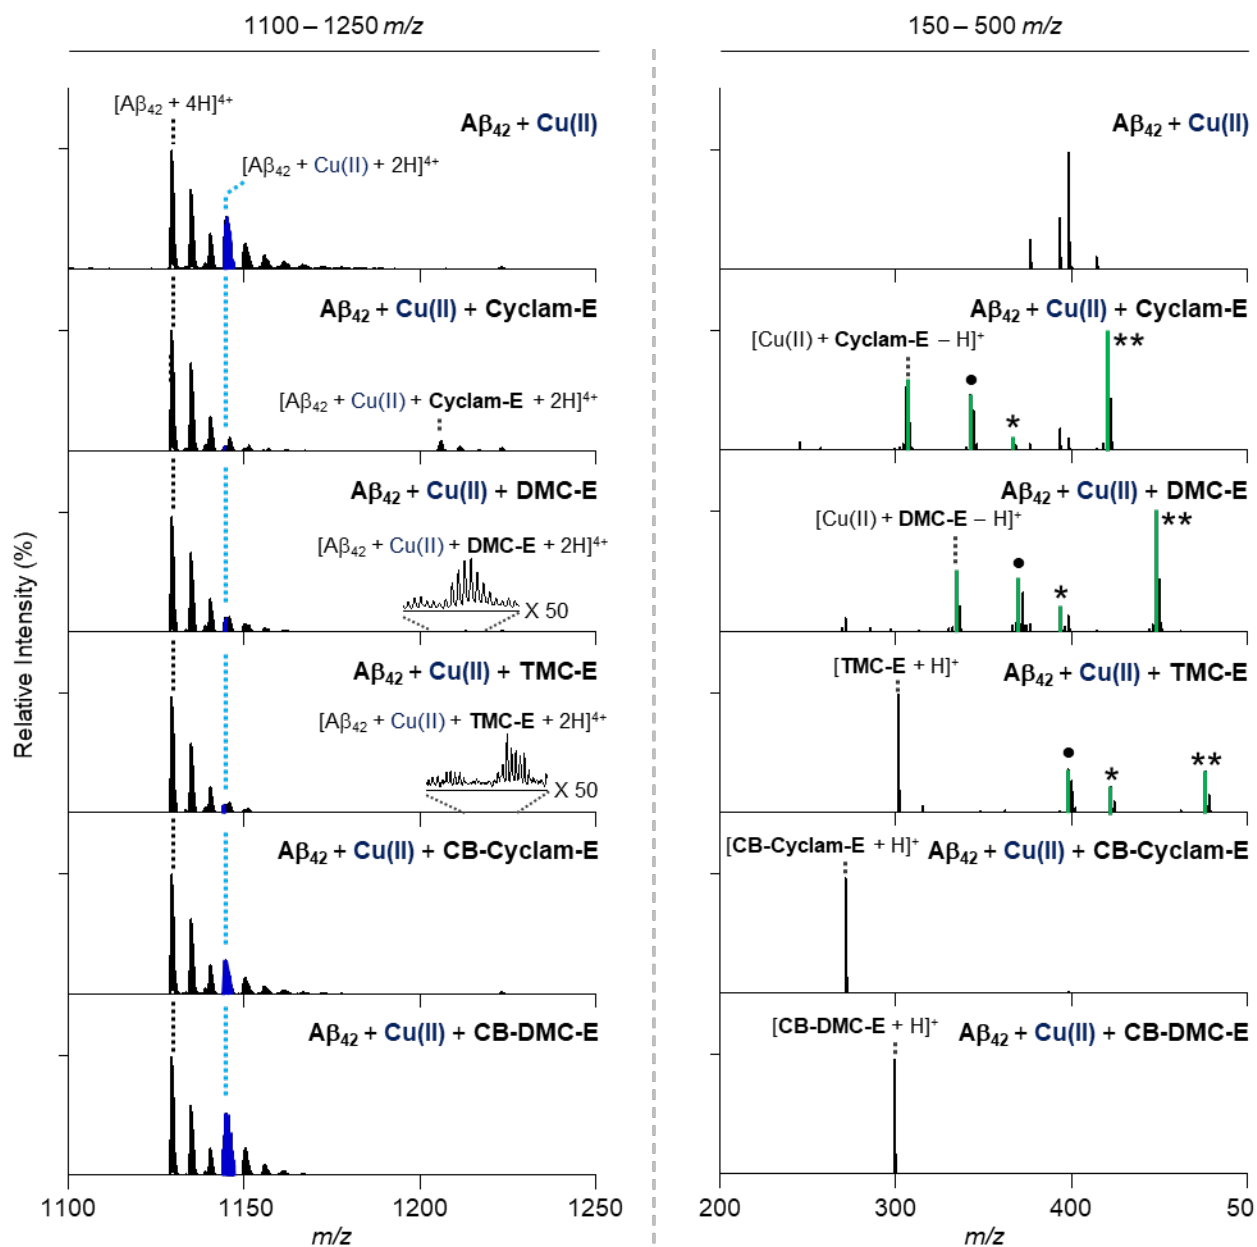 1100 – 1250 m/z
150 – 500 m/z
[Aβ₄₂ + 4H]⁴⁺
Aβ₄₂ + Cu(II)
[Aβ₄₂ + Cu(II) + 2H]⁴⁺
Aβ₄₂ + Cu(II)
Aβ₄₂ + Cu(II) + Cyclam-E
[Aβ₄₂ + Cu(II) + Cyclam-E + 2H]⁴⁺
Aβ₄₂ + Cu(II) + Cyclam-E
[Cu(II) + Cyclam-E – H]⁺
●
*
**
Aβ₄₂ + Cu(II) + DMC-E
[Aβ₄₂ + Cu(II) + DMC-E + 2H]⁴⁺
X 50
Aβ₄₂ + Cu(II) + DMC-E
[Cu(II) + DMC-E – H]⁺
●
*
**
Aβ₄₂ + Cu(II) + TMC-E
[Aβ₄₂ + Cu(II) + TMC-E + 2H]⁴⁺
X 50
[TMC-E + H]⁺
Aβ₄₂ + Cu(II) + TMC-E
●
*
**
Aβ₄₂ + Cu(II) + CB-Cyclam-E
[CB-Cyclam-E + H]⁺
Aβ₄₂ + Cu(II) + CB-Cyclam-E
Aβ₄₂ + Cu(II) + CB-DMC-E
[CB-DMC-E + H]⁺
Aβ₄₂ + Cu(II) + CB-DMC-E
Relative Intensity (%)
1100 1150 1200 1250
m/z
200 300 400 50
m/z